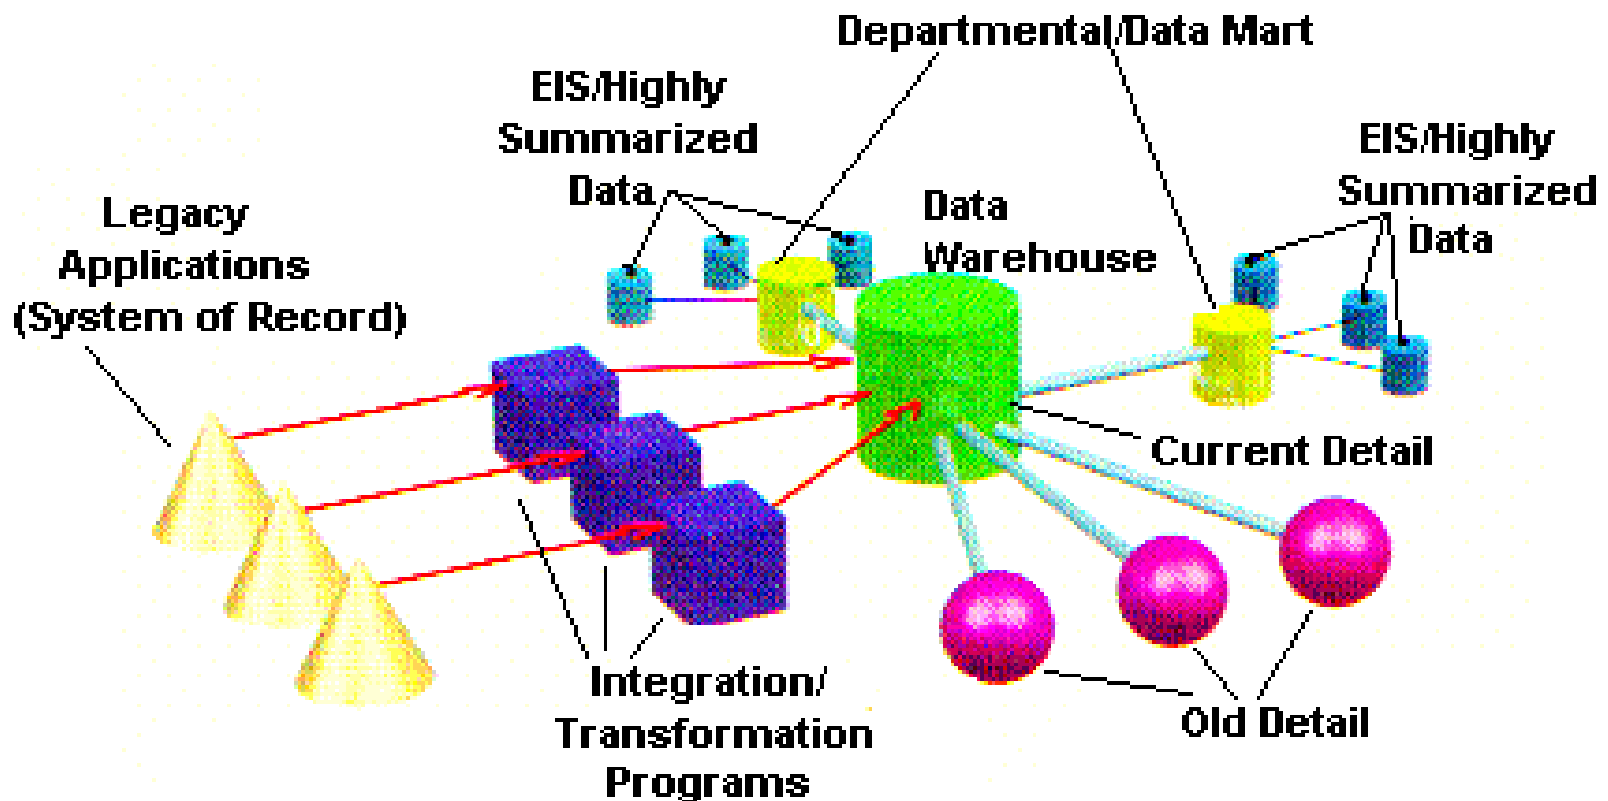 Departmental/Data Mart
EIS/Highly
Summarized
Data
EIS/Highly
Summarized
Data
Legacy
Applications
(System of Record)
Data
Warehouse
Current Detail
Integration/
Transformation
Programs
Old Detail